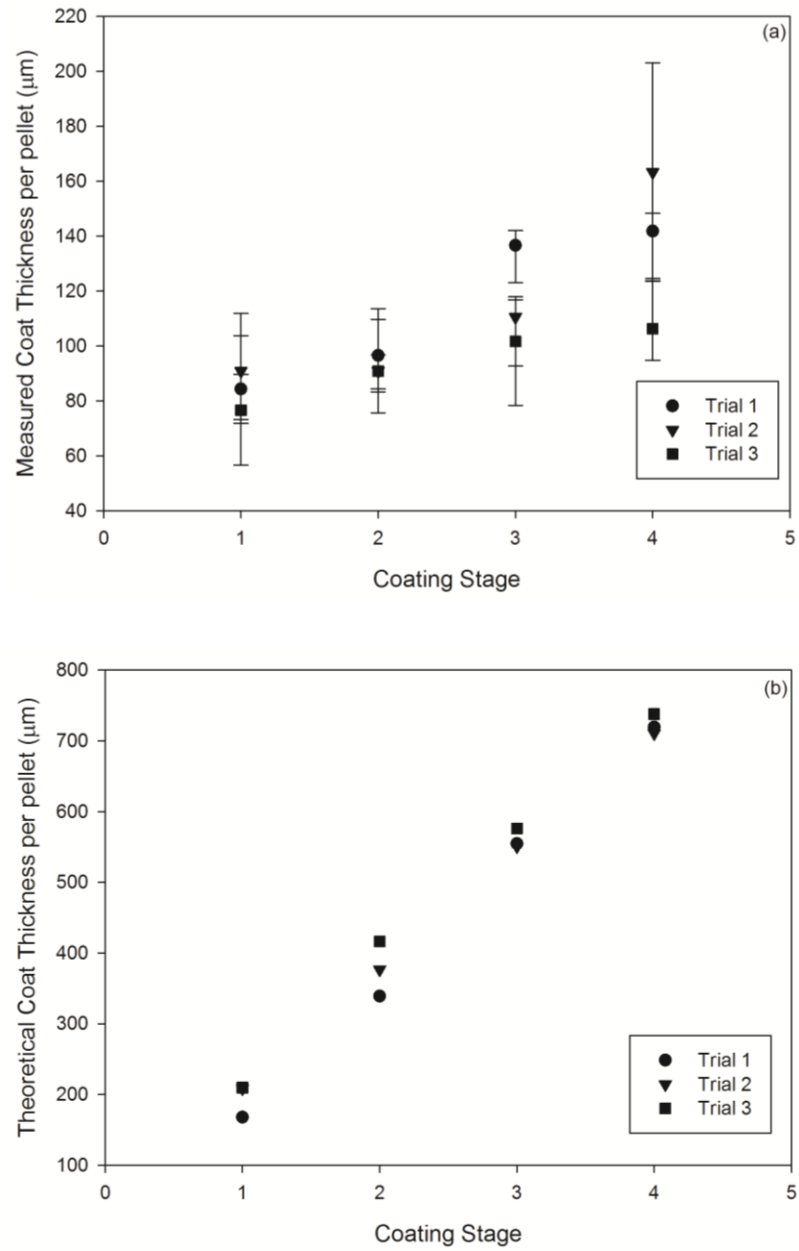 (a)
Measured Coat Thickness per pellet (μm)
220
200
180
160
140
120
100
80
60
40
0
1
2
3
4
5
Coating Stage
Trial 1
Trial 2
Trial 3
(b)
Theoretical Coat Thickness per pellet (μm)
800
700
600
500
400
300
200
100
0
1
2
3
4
5
Coating Stage
Trial 1
Trial 2
Trial 3